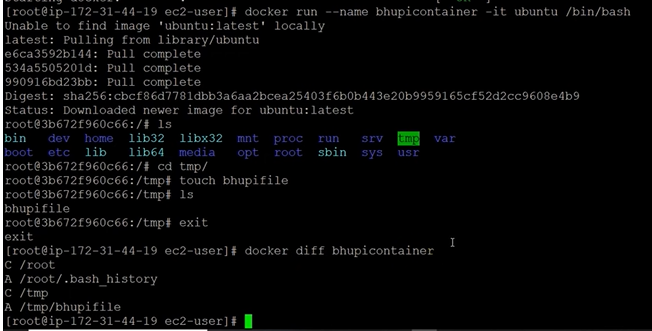 [root@ip-172-31-44-19 ec2-user]# docker run --name bhupicontainer -it ubuntu /bin/bash
Unable to find image 'ubuntu:latest' locally
latest: Pulling from library/ubuntu
e6ca3592b144: Pull complete
534a5505201d: Pull complete
990916bd23bb: Pull complete
Digest: sha256:cbcf86d7781dbb3a6aa2bcea25403f6b0b443e20b9959165cf52d2cc9608e4b9
Status: Downloaded newer image for ubuntu:latest
root@3b672f960c66:/# ls
bin dev home lib32 libx32 mnt proc run srv tmp var
boot etc lib lib64 media opt root sbin sys usr
root@3b672f960c66:/# cd tmp/
root@3b672f960c66:/tmp# touch bhupifile
root@3b672f960c66:/tmp# ls
bhupifile
root@3b672f960c66:/tmp# exit
exit
[root@ip-172-31-44-19 ec2-user]# docker diff bhupicontainer
C /root
A /root/.bash_history
C /tmp
A /tmp/bhupifile
[root@ip-172-31-44-19 ec2-user]#